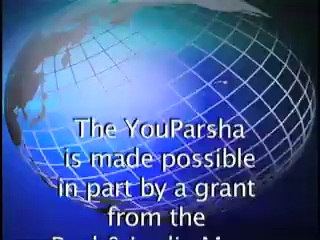 The YouParsha
is made possible
in part by a grant
from the